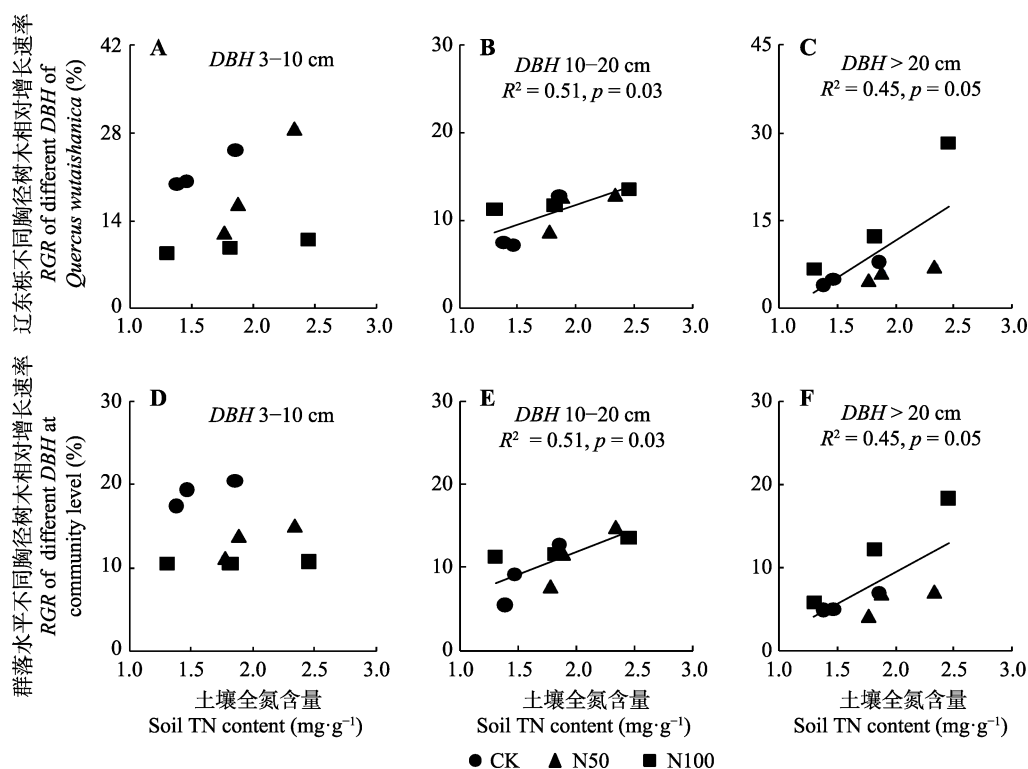 辽东栎不同胸径树木相对增长速率
RGR of different DBH of
Quercus wutaishanica (%)
A
DBH 3−10 cm
42
28
14
0
1.0 1.5 2.0 2.5 3.0
B
DBH 10−20 cm
R² = 0.51, p = 0.03
30
20
10
0
1.0 1.5 2.0 2.5 3.0
C
DBH > 20 cm
R² = 0.45, p = 0.05
45
30
15
0
1.0 1.5 2.0 2.5 3.0
群落水平不同胸径树木相对增长速率
RGR of different DBH at
community level (%)
D
DBH 3−10 cm
30
20
10
0
1.0 1.5 2.0 2.5 3.0
土壤全氮含量
Soil TN content (mg·g⁻¹)
E
DBH 10−20 cm
R² = 0.51, p = 0.03
30
20
10
0
1.0 1.5 2.0 2.5 3.0
土壤全氮含量
Soil TN content (mg·g⁻¹)
F
DBH > 20 cm
R² = 0.45, p = 0.05
30
20
10
0
1.0 1.5 2.0 2.5 3.0
土壤全氮含量
Soil TN content (mg·g⁻¹)
CK N50 N100